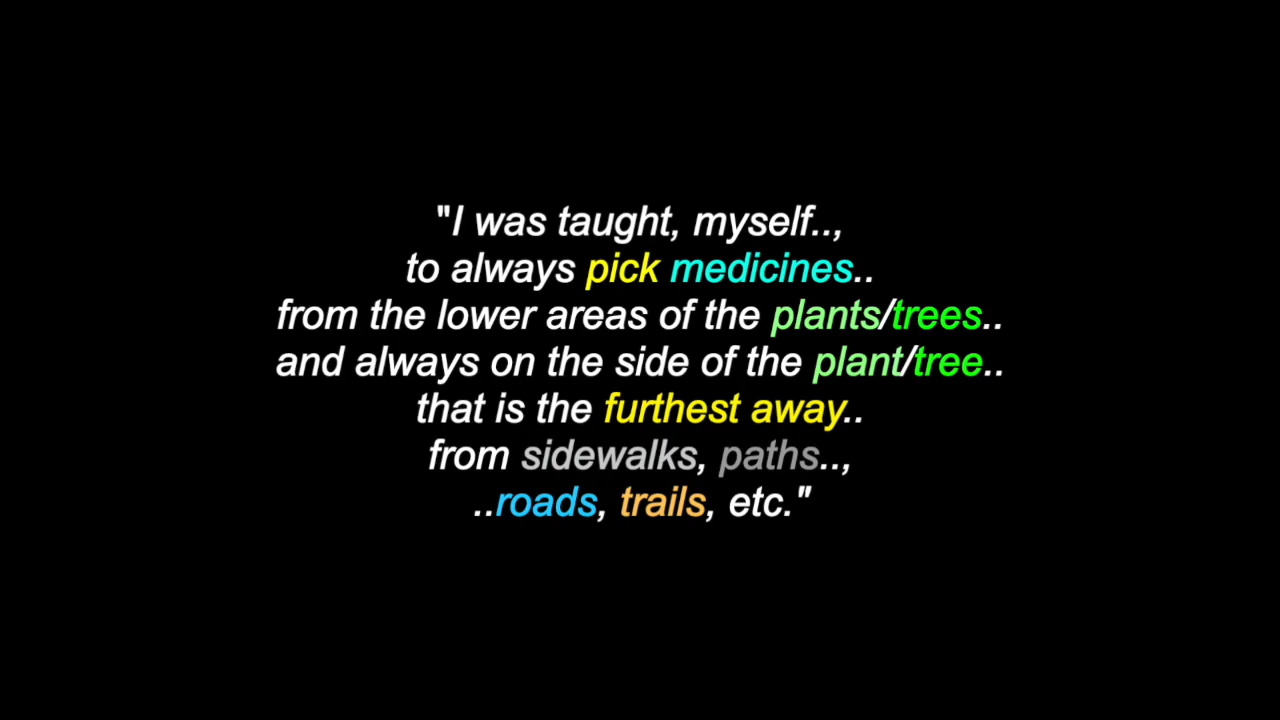 "I was taught, myself..,
to always pick medicines..
from the lower areas of the plants/trees..
and always on the side of the plant/tree..
that is the furthest away..
from sidewalks, paths..,
..roads, trails, etc."